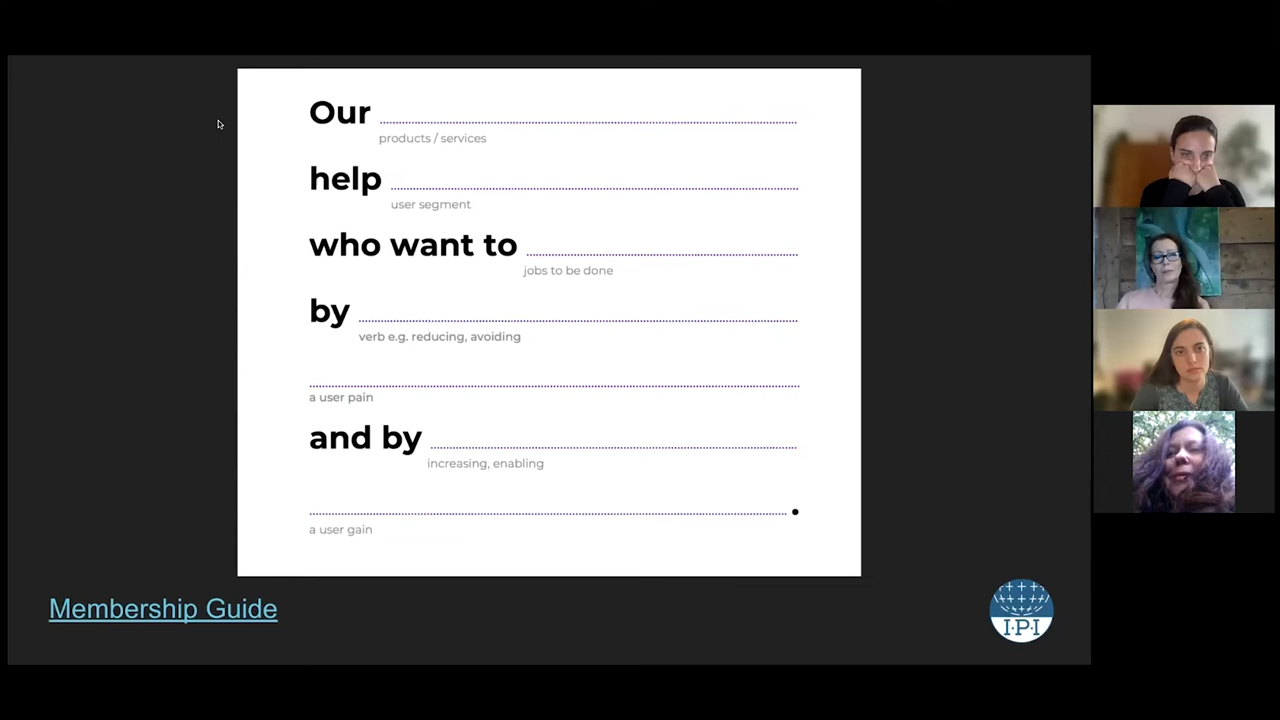 Our
products / services
help
user segment
who want to
jobs to be done
by
verb e.g. reducing, avoiding
a user pain
and by
increasing, enabling
a user gain
Membership Guide
I·P·I